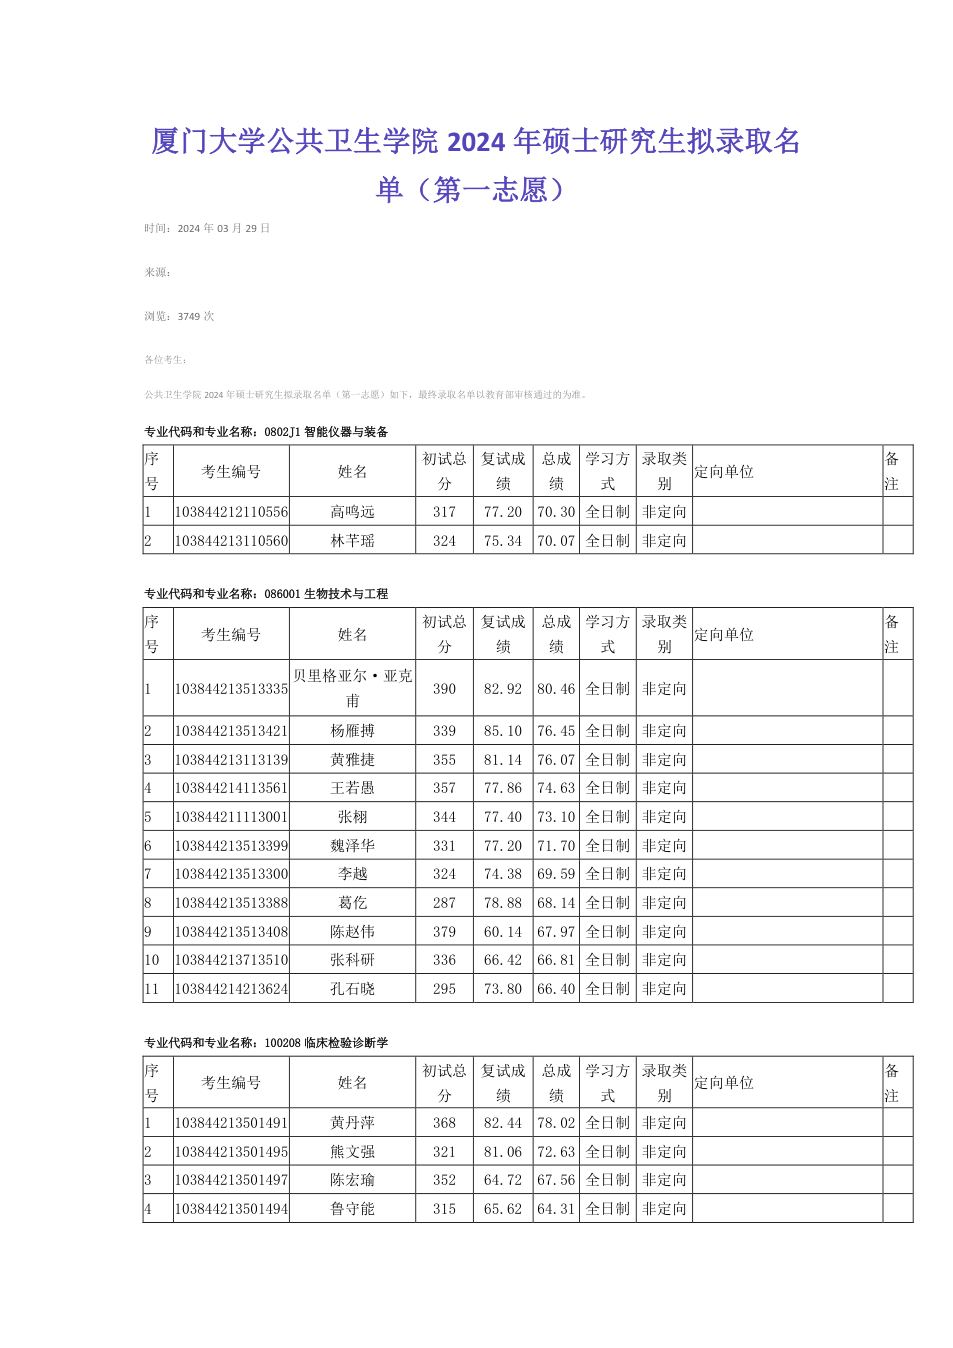 厦门大学公共卫生学院 2024 年硕士研究生拟录取名
单（第一志愿）
时间：2024 年 03 月 29 日
来源：
浏览：3749 次
各位考生：
公共卫生学院 2024 年硕士研究生拟录取名单（第一志愿）如下，最终录取名单以教育部审核通过的为准。
专业代码和专业名称：0802J1 智能仪器与装备
序号 考生编号 姓名 初试总分 复试成绩 总成绩 学习方式 录取类别 定向单位 备注
1 103844212110556 高鸣远 317 77.20 70.30 全日制 非定向
2 103844213110560 林芊瑶 324 75.34 70.07 全日制 非定向
专业代码和专业名称：086001 生物技术与工程
序号 考生编号 姓名 初试总分 复试成绩 总成绩 学习方式 录取类别 定向单位 备注
1 103844213513335 贝里格亚尔·亚克甫 390 82.92 80.46 全日制 非定向
2 103844213513421 杨雁搏 339 85.10 76.45 全日制 非定向
3 103844213113139 黄雅捷 355 81.14 76.07 全日制 非定向
4 103844214113561 王若愚 357 77.86 74.63 全日制 非定向
5 103844211113001 张栩 344 77.40 73.10 全日制 非定向
6 103844213513399 魏泽华 331 77.20 71.70 全日制 非定向
7 103844213513300 李越 324 74.38 69.59 全日制 非定向
8 103844213513388 葛仡 287 78.88 68.14 全日制 非定向
9 103844213513408 陈赵伟 379 60.14 67.97 全日制 非定向
10 103844213713510 张科研 336 66.42 66.81 全日制 非定向
11 103844214213624 孔石晓 295 73.80 66.40 全日制 非定向
专业代码和专业名称：100208 临床检验诊断学
序号 考生编号 姓名 初试总分 复试成绩 总成绩 学习方式 录取类别 定向单位 备注
1 103844213501491 黄丹萍 368 82.44 78.02 全日制 非定向
2 103844213501495 熊文强 321 81.06 72.63 全日制 非定向
3 103844213501497 陈宏瑜 352 64.72 67.56 全日制 非定向
4 103844213501494 鲁守能 315 65.62 64.31 全日制 非定向